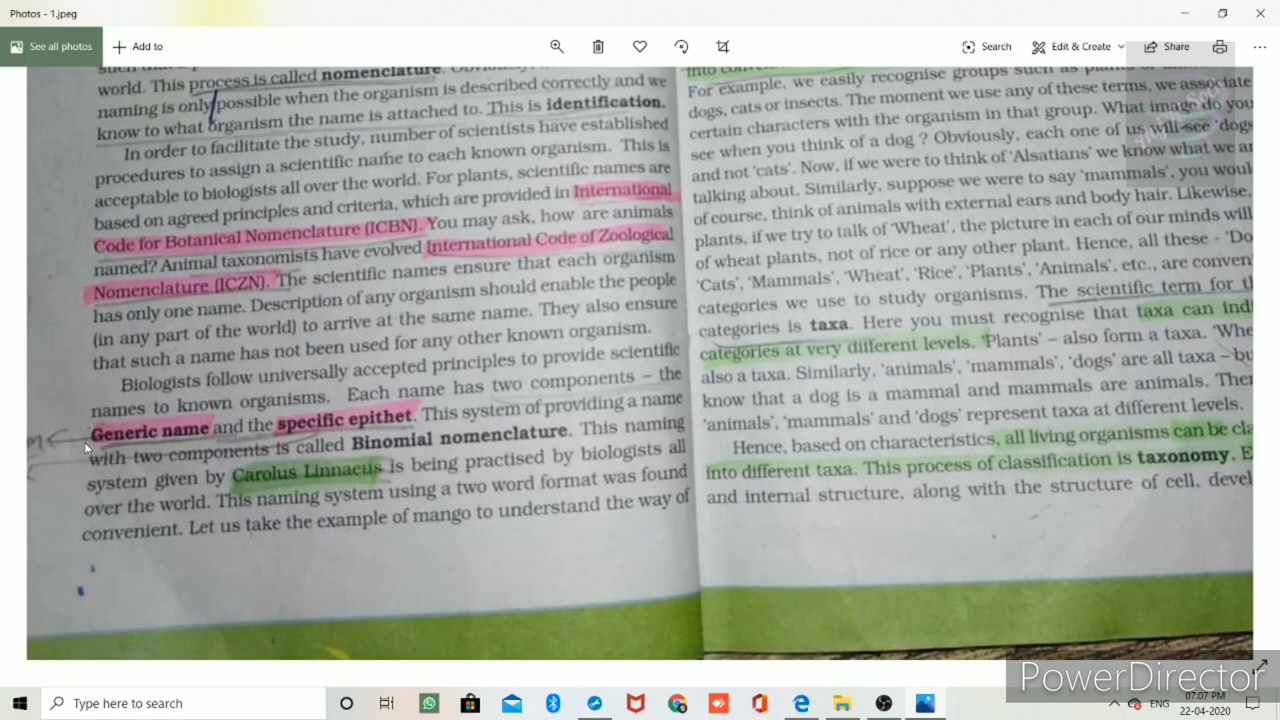 Photos - 1.jpeg
See all photos
Add to
Search
Edit & Create
Share
world. This process is called nomenclature.
naming is only possible when the organism is described correctly and we
know to what organism the name is attached to. This is identification.
In order to facilitate the study, number of scientists have established
procedures to assign a scientific name to each known organism. This is
acceptable to biologists all over the world. For plants, scientific names are
based on agreed principles and criteria, which are provided in International
Code for Botanical Nomenclature (ICBN). You may ask, how are animals
named? Animal taxonomists have evolved International Code of Zoological
Nomenclature (ICZN). The scientific names ensure that each organism
has only one name. Description of any organism should enable the people
(in any part of the world) to arrive at the same name. They also ensure
that such a name has not been used for any other known organism.
Biologists follow universally accepted principles to provide scientific
names to known organisms. Each name has two components – the
Generic name and the specific epithet. This system of providing a name
with two components is called Binomial nomenclature. This naming
system given by Carolus Linnaeus is being practised by biologists all
over the world. This naming system using a two word format was found
convenient. Let us take the example of mango to understand the way of
For example, we easily recognise groups such as
dogs, cats or insects. The moment we use any of these terms, we associate
certain characters with the organism in that group. What image do you
see when you think of a dog ? Obviously, each one of us will see 'dogs
and not 'cats'. Now, if we were to think of 'Alsatians' we know what we ar
talking about. Similarly, suppose we were to say 'mammals', you woul
of course, think of animals with external ears and body hair. Likewise,
plants, if we try to talk of 'Wheat', the picture in each of our minds will
of wheat plants, not of rice or any other plant. Hence, all these - 'Do
'Cats', 'Mammals', 'Wheat', 'Rice', 'Plants', 'Animals', etc., are conven
categories we use to study organisms. The scientific term for th
categories is taxa. Here you must recognise that taxa can indi
categories at very different levels. 'Plants' – also form a taxa. 'Whe
also a taxa. Similarly, 'animals', 'mammals', 'dogs' are all taxa – bu
know that a dog is a mammal and mammals are animals. Ther
'animals', 'mammals' and 'dogs' represent taxa at different levels.
Hence, based on characteristics, all living organisms can be cla
into different taxa. This process of classification is taxonomy. E
and internal structure, along with the structure of cell, devel
PowerDirector
Type here to search
ENG
07:07 PM
22-04-2020